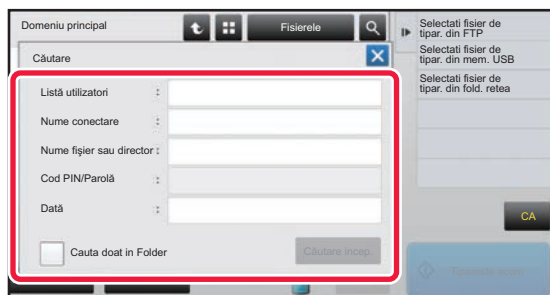 Domeniu principal
Fisierele
Selectati fisier de
tipar. din FTP
Selectati fisier de
tipar. din mem. USB
Selectati fisier de
tipar. din fold. retea
Căutare
Listă utilizatori :
Nume conectare :
Nume fişier sau director :
Cod PIN/Parolă :
Dată :
Cauta doat in Folder
Căutare încep.
CA